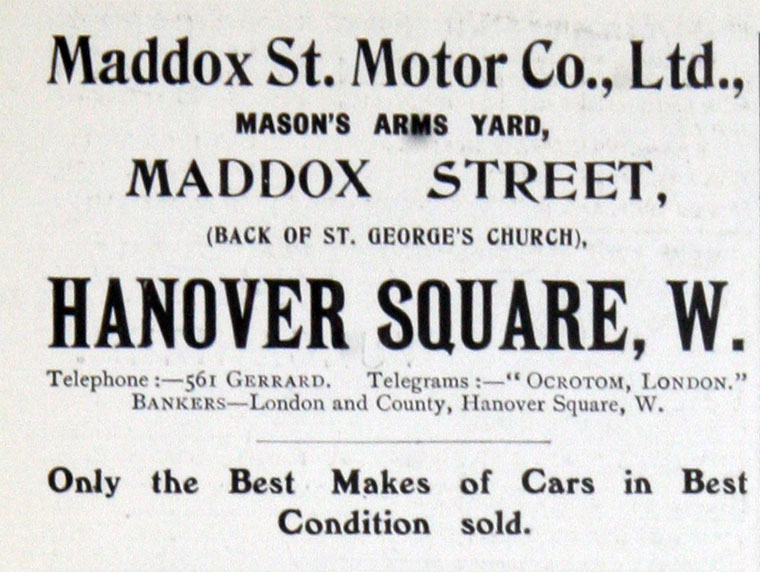 Maddox St. Motor Co., Ltd.,
MASON'S ARMS YARD,
MADDOX STREET,
(BACK OF ST. GEORGE'S CHURCH),
HANOVER SQUARE, W.
Telephone :—561 GERRARD. Telegrams :—“ OCROTOM, LONDON.”
BANKERS—London and County, Hanover Square, W.
Only the Best Makes of Cars in Best
Condition sold.